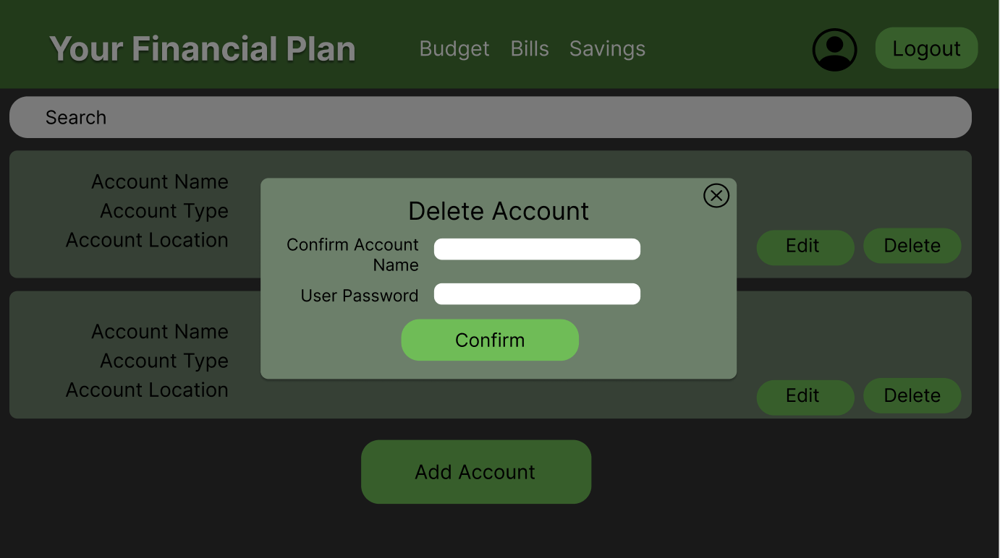 Your Financial Plan
Budget Bills Savings
Logout
Search
Account Name
Account Type
Account Location
Edit Delete
Delete Account
Confirm Account
Name
User Password
Confirm
Account Name
Account Type
Account Location
Edit Delete
Add Account